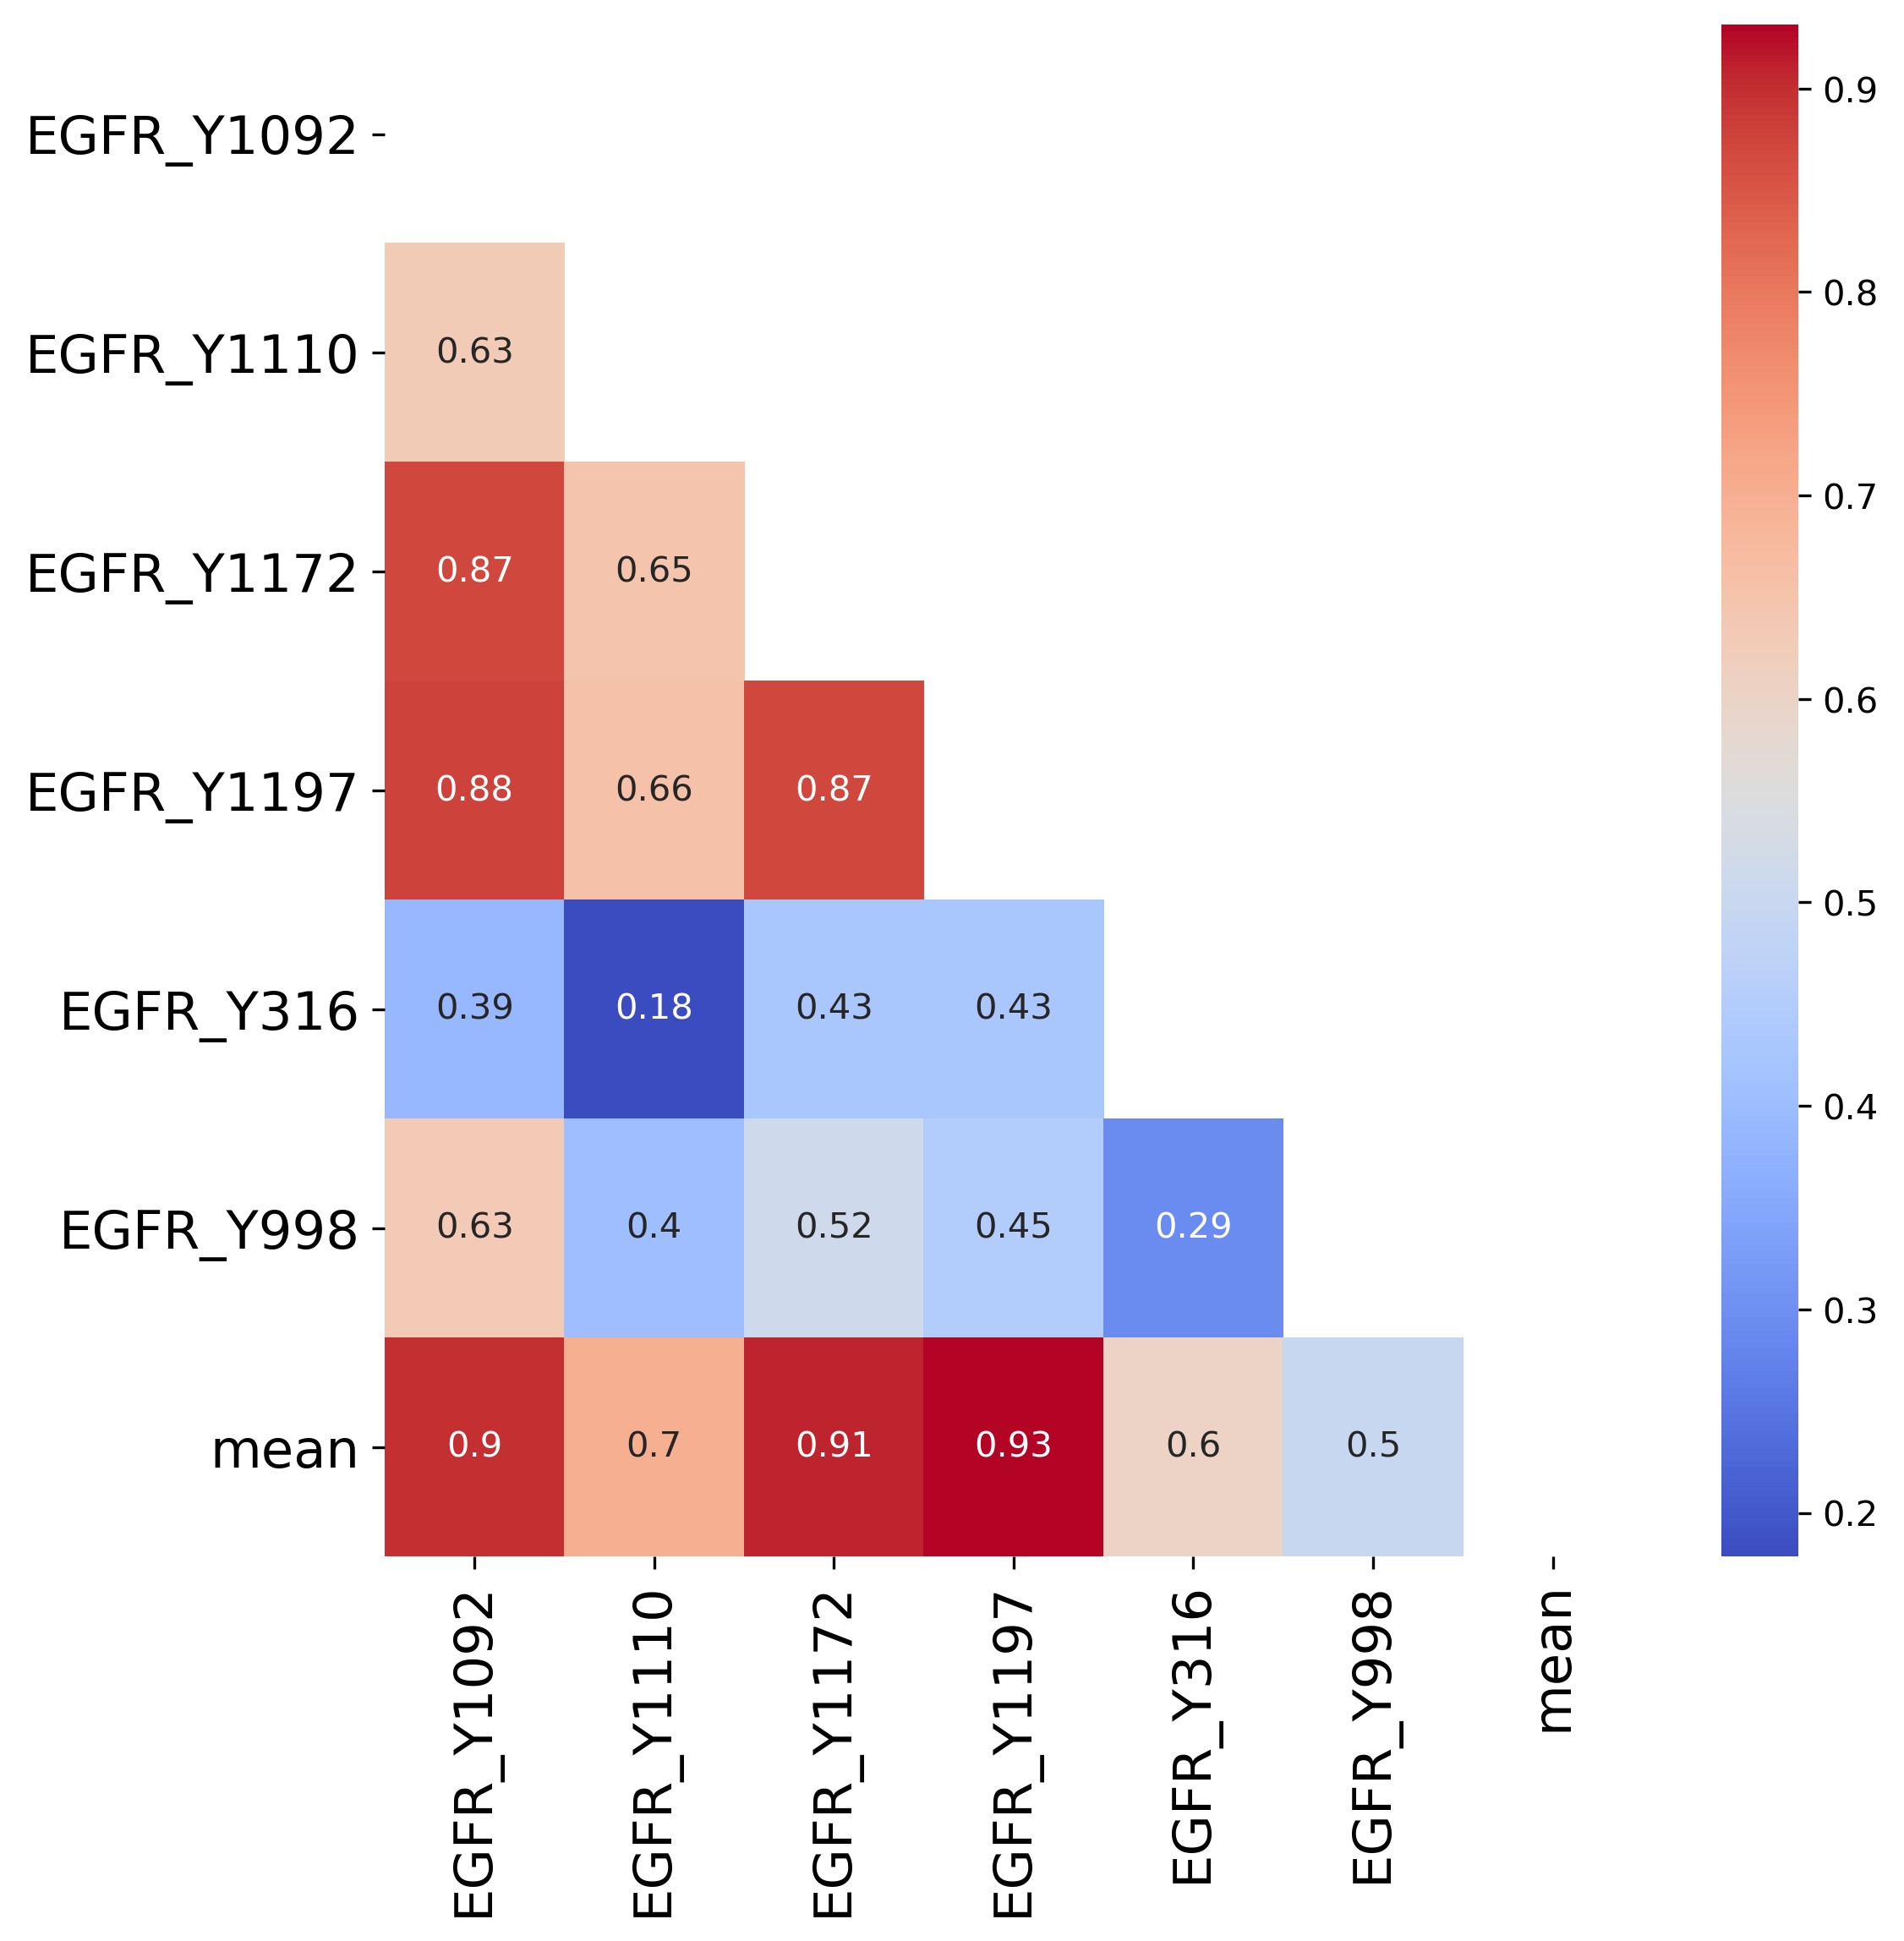 EGFR_Y1092
EGFR_Y1110 0.63
EGFR_Y1172 0.87 0.65
EGFR_Y1197 0.88 0.66 0.87
EGFR_Y316 0.39 0.18 0.43 0.43
EGFR_Y998 0.63 0.4 0.52 0.45 0.29
mean 0.9 0.7 0.91 0.93 0.6 0.5
EGFR_Y1092
EGFR_Y1110
EGFR_Y1172
EGFR_Y1197
EGFR_Y316
EGFR_Y998
mean
0.9
0.8
0.7
0.6
0.5
0.4
0.3
0.2